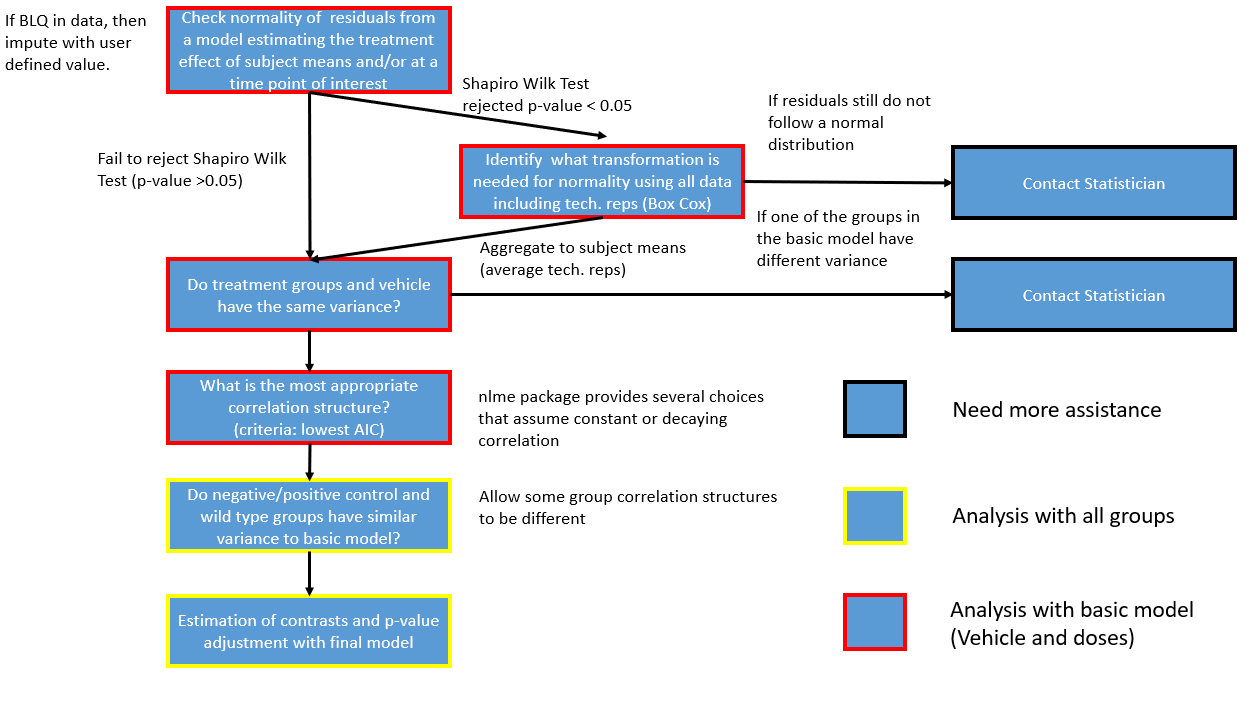 If BLQ in data, then
impute with user
defined value.
Check normality of  residuals from
a model estimating the treatment
effect of subject means and/or at a
time point of interest
Shapiro Wilk Test
rejected p-value < 0.05
If residuals still do not
follow a normal
distribution
Fail to reject Shapiro Wilk
Test (p-value >0.05)
Identify  what transformation is
needed for normality using all data
including tech. reps (Box Cox)
Contact Statistician
If one of the groups in
the basic model have
different variance
Aggregate to subject means
(average tech. reps)
Do treatment groups and vehicle
have the same variance?
Contact Statistician
What is the most appropriate
correlation structure?
(criteria: lowest AIC)
nlme package provides several choices
that assume constant or decaying
correlation
Need more assistance
Do negative/positive control and
wild type groups have similar
variance to basic model?
Allow some group correlation structures
to be different
Analysis with all groups
Estimation of contrasts and p-value
adjustment with final model
Analysis with basic model
(Vehicle and doses)